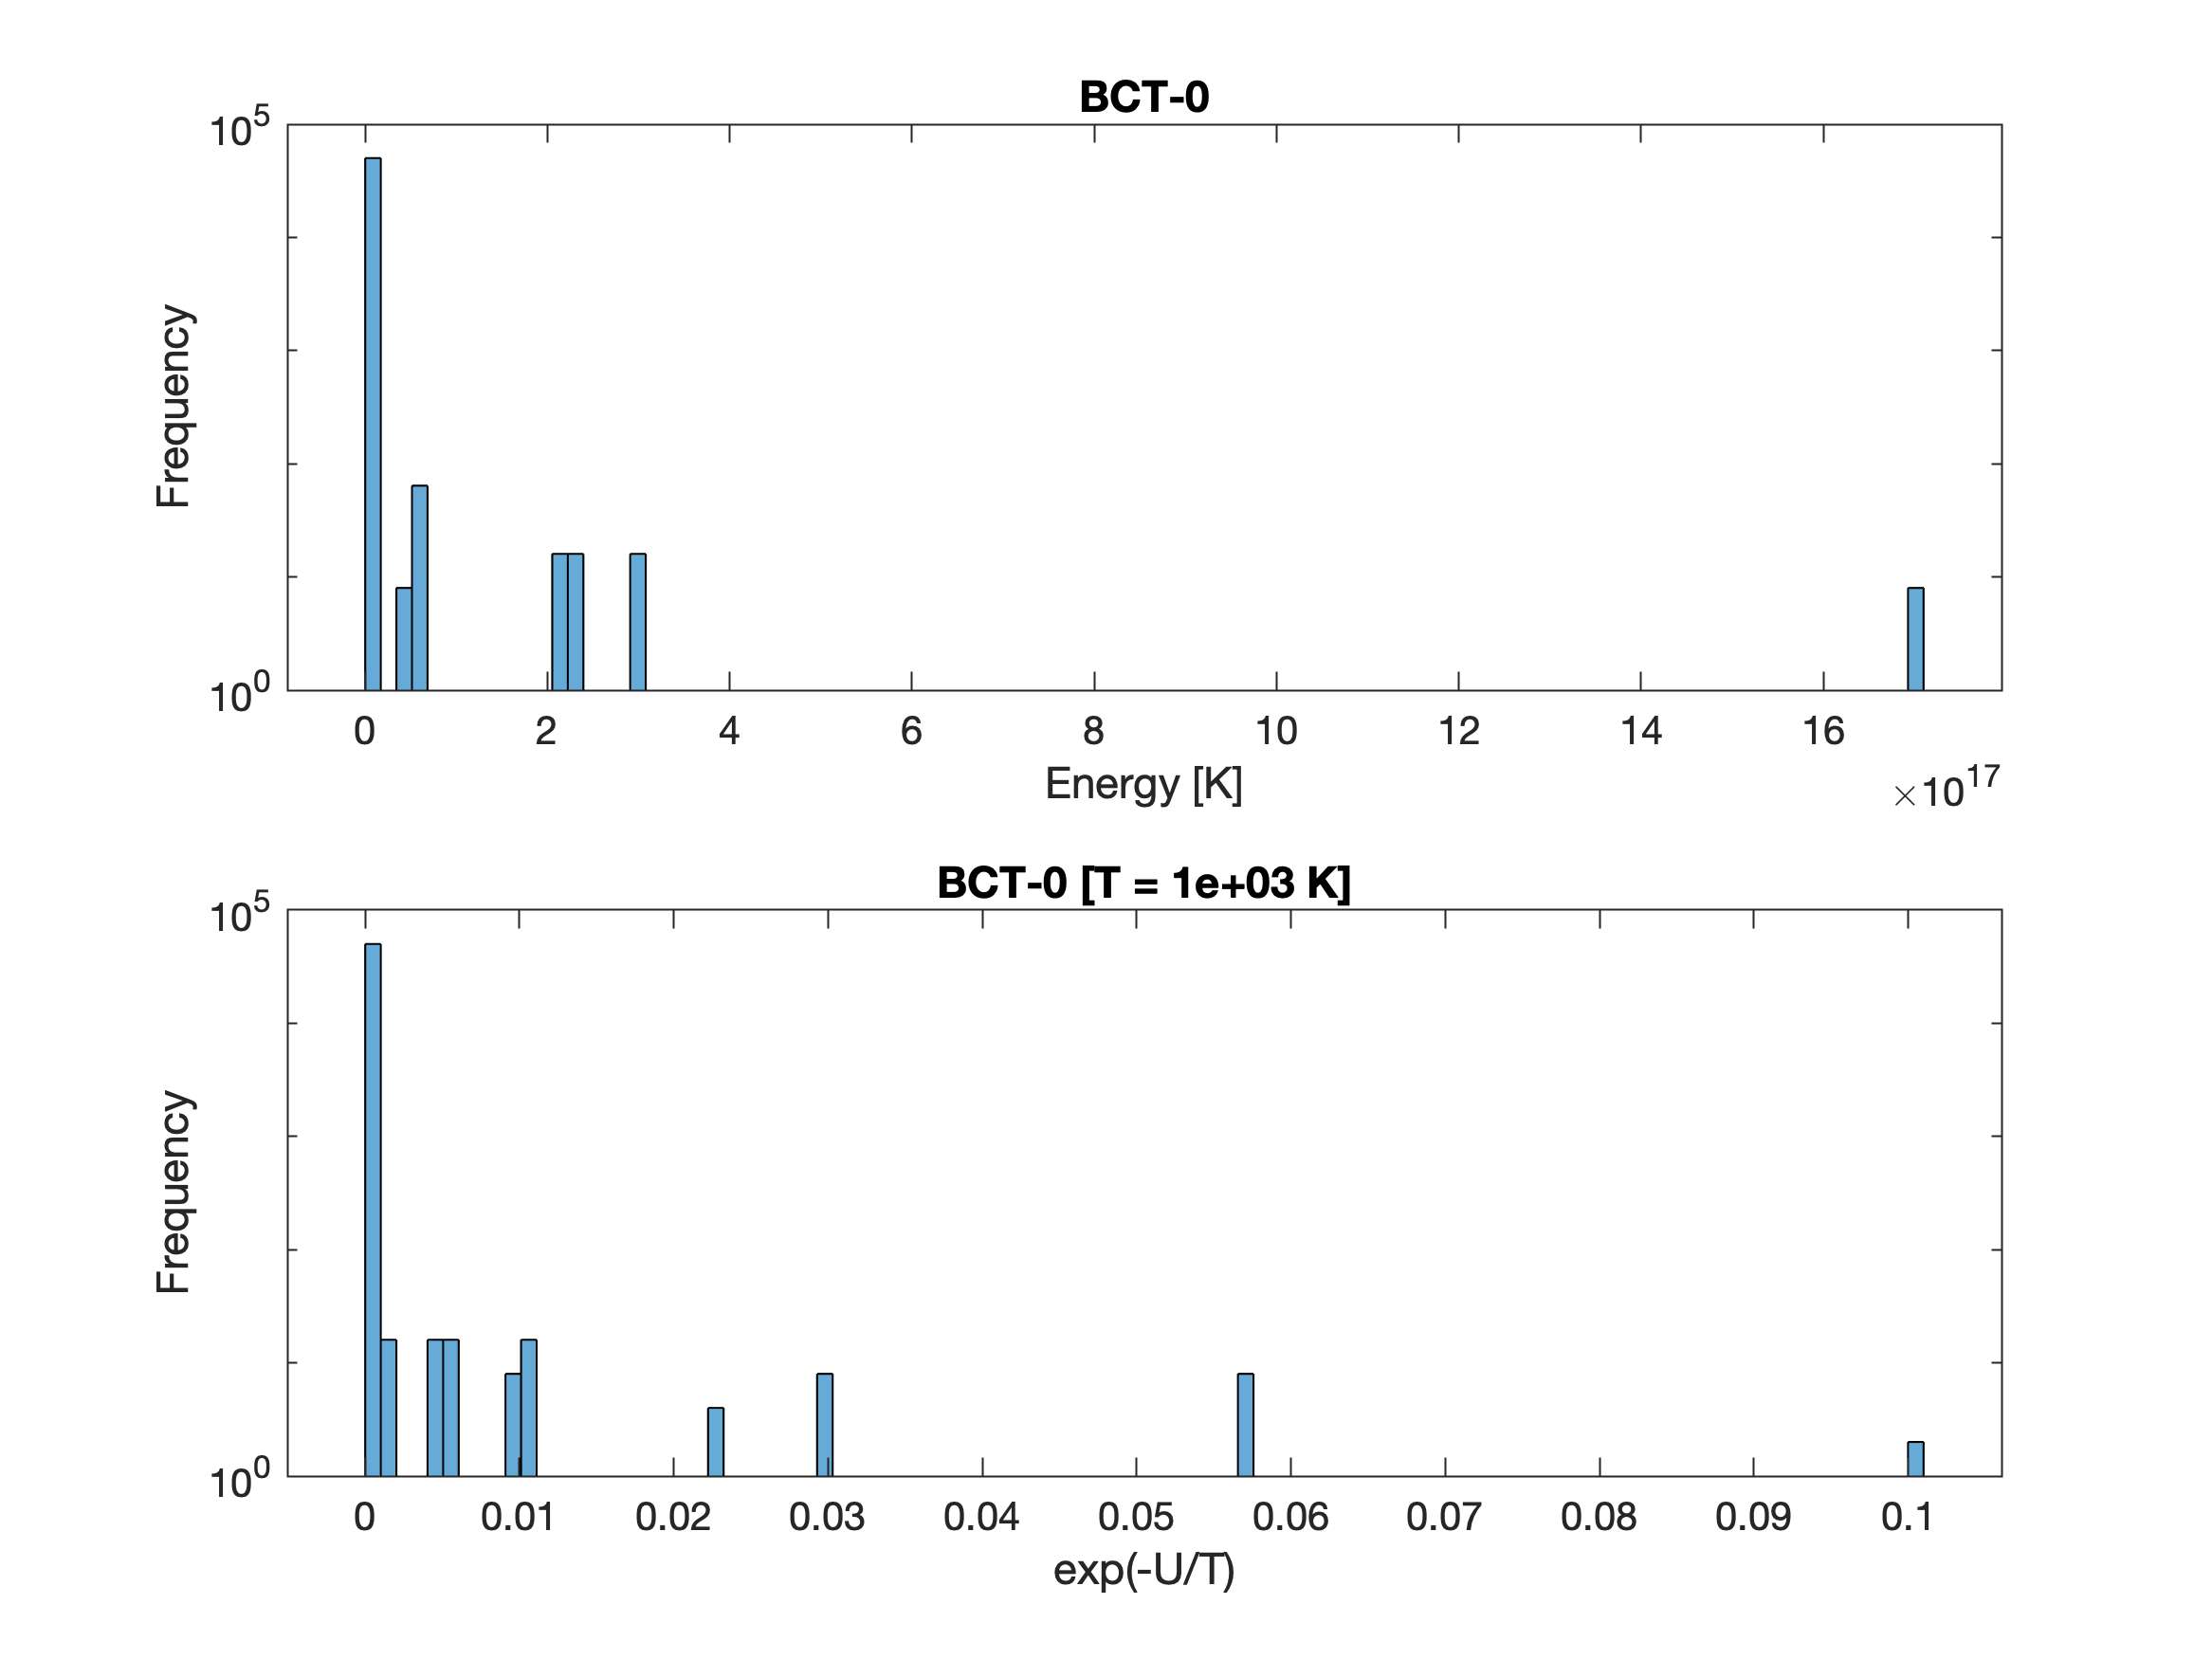 BCT-0
10^5
Frequency
10^0
0 2 4 6 8 10 12 14 16
Energy [K]
×10^17
BCT-0 [T = 1e+03 K]
10^5
Frequency
10^0
0 0.01 0.02 0.03 0.04 0.05 0.06 0.07 0.08 0.09 0.1
exp(-U/T)